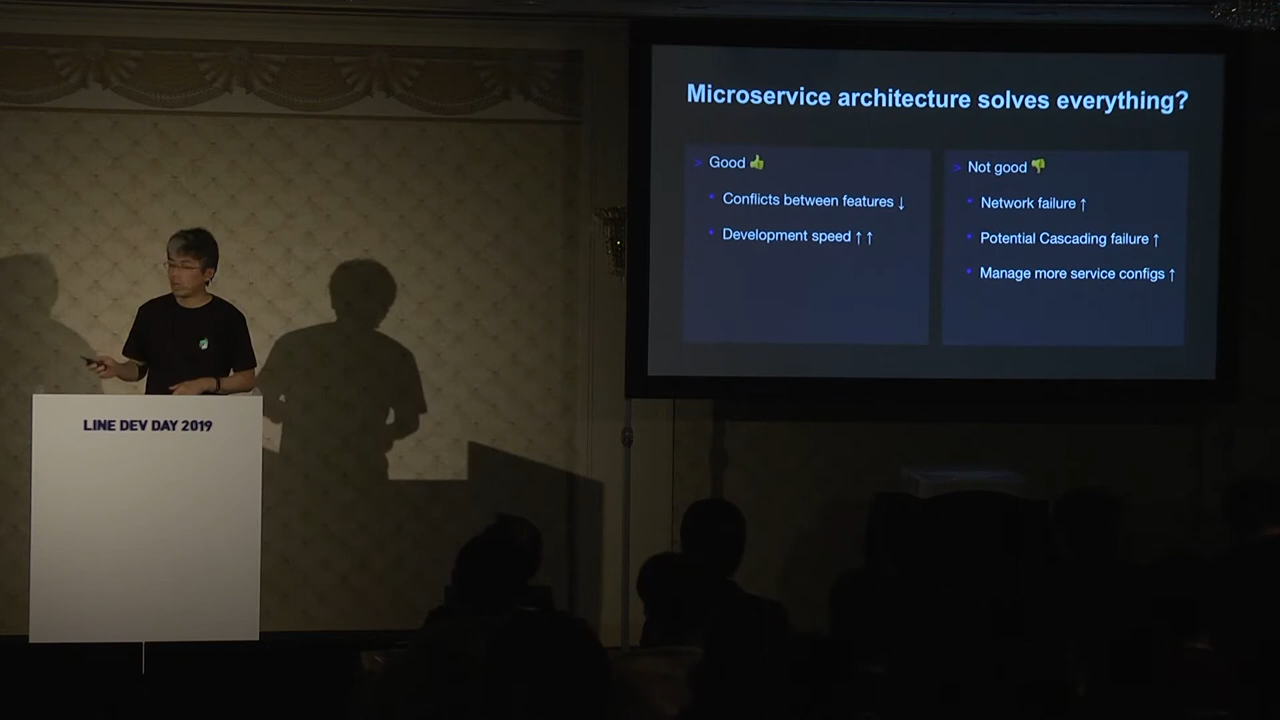 Microservice architecture solves everything?
> Good 👍
• Conflicts between features ↓
• Development speed ↑ ↑
> Not good 👎
• Network failure ↑
• Potential Cascading failure ↑
• Manage more service configs ↑
LINE DEV DAY 2019